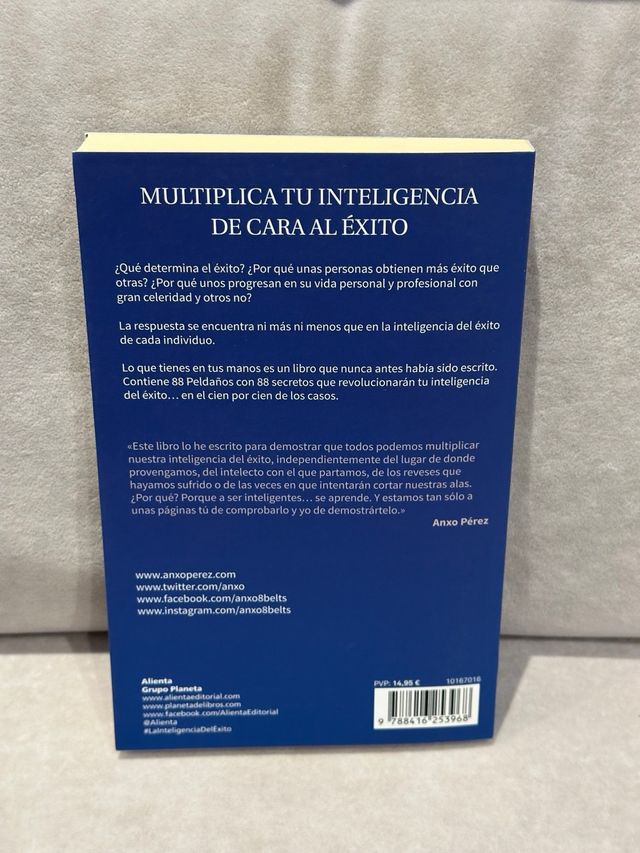 MULTIPLICA TU INTELIGENCIA
DE CARA AL ÉXITO
¿Qué determina el éxito? ¿Por qué unas personas obtienen más éxito que
otras? ¿Por qué unos progresan en su vida personal y profesional con
gran celeridad y otros no?
La respuesta se encuentra ni más ni menos que en la inteligencia del éxito
de cada individuo.
Lo que tienes en tus manos es un libro que nunca antes había sido escrito.
Contiene 88 Peldaños con 88 secretos que revolucionarán tu inteligencia
del éxito... en el cien por cien de los casos.
«Este libro lo he escrito para demostrar que todos podemos multiplicar
nuestra inteligencia del éxito, independientemente del lugar de donde
provengamos, del intelecto con el que partamos, de los reveses que
hayamos sufrido o de las veces en que intentarán cortar nuestras alas.
¿Por qué? Porque a ser inteligentes... se aprende. Y estamos tan sólo a
unas páginas tú de comprobarlo y yo de demostrártelo.»
Anxo Pérez
www.anxoperez.com
www.twitter.com/anxo
www.facebook.com/anxo8belts
www.instagram.com/anxo8belts
Alienta
Grupo Planeta
www.alientaeditorial.com
www.planetadelibros.com
www.facebook.com/AlientaEditorial
@Alienta
#LaInteligenciaDelÉxito
PVP: 14,95 € 10167016
9 788416 253968